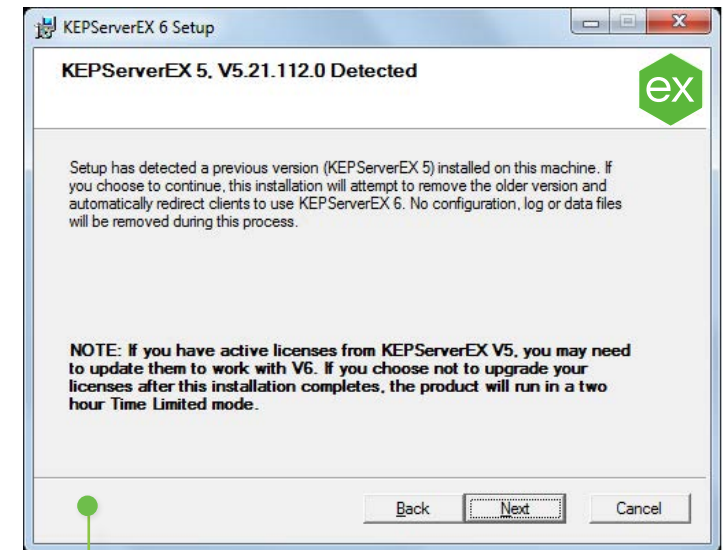 KEPServerEX 6 Setup
KEPServerEX 5, V5.21.112.0 Detected
ex
Setup has detected a previous version (KEPServerEX 5) installed on this machine. If
you choose to continue, this installation will attempt to remove the older version and
automatically redirect clients to use KEPServerEX 6. No configuration, log or data files
will be removed during this process.
NOTE: If you have active licenses from KEPServerEX V5, you may need
to update them to work with V6. If you choose not to upgrade your
licenses after this installation completes, the product will run in a two
hour Time Limited mode.
Back Next Cancel